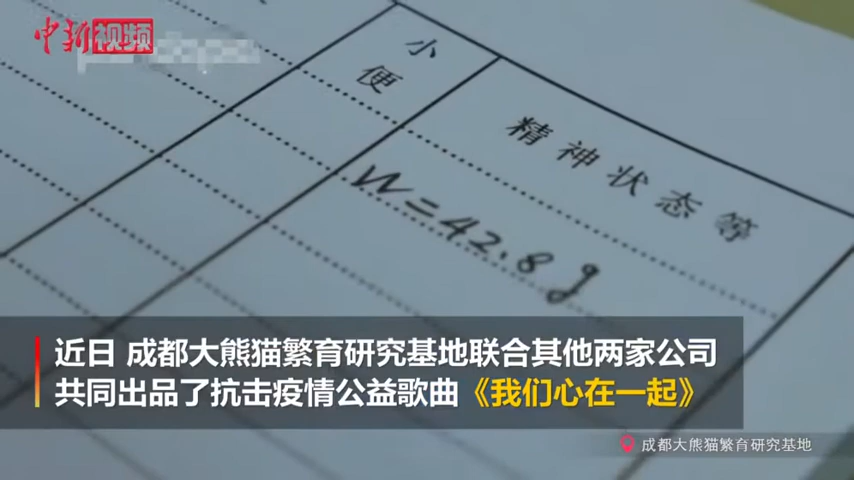 中新视频
小便
精神状态等
W=42.8g
近日 成都大熊猫繁育研究基地联合其他两家公司
共同出品了抗击疫情公益歌曲《我们心在一起》
成都大熊猫繁育研究基地